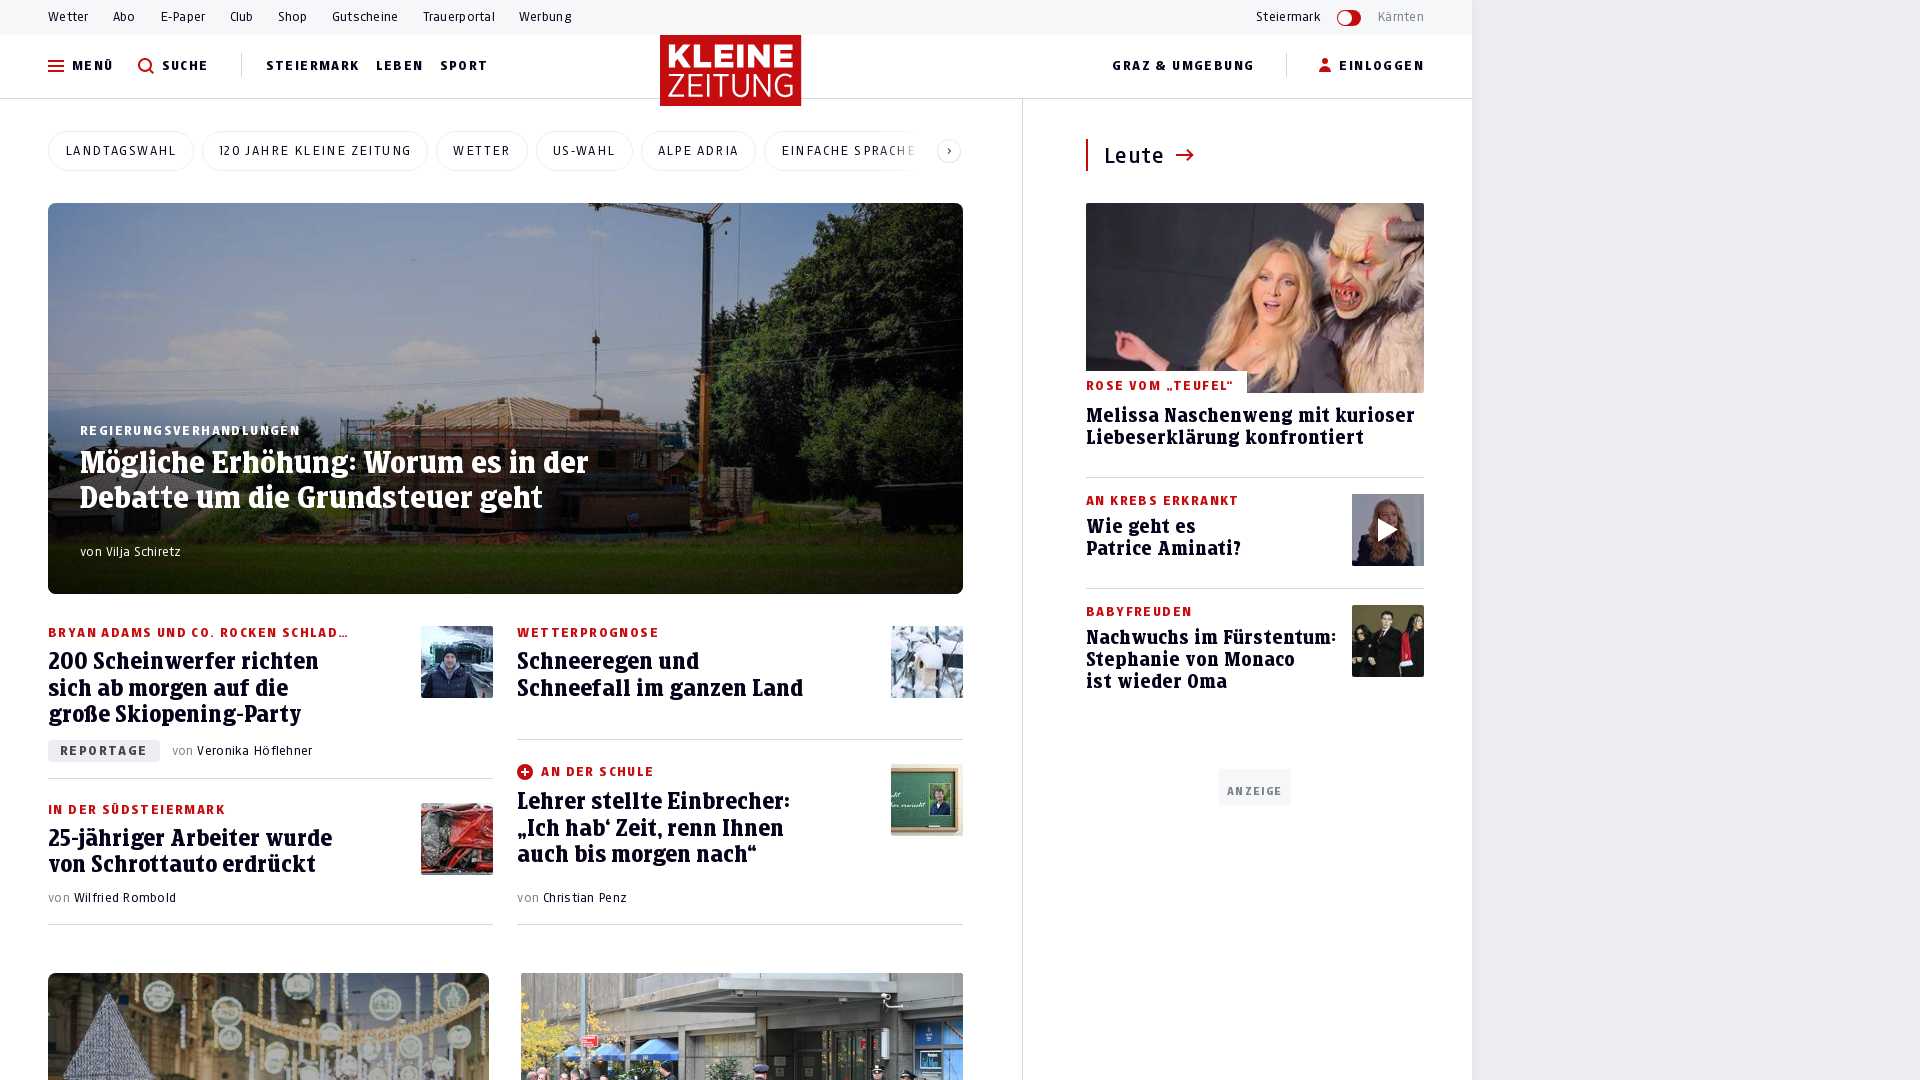 Wetter Abo E-Paper Club Shop Gutscheine Trauerportal Werbung Steiermark Kärnten
MENÜ SUCHE STEIERMARK LEBEN SPORT KLEINE ZEITUNG GRAZ & UMGEBUNG EINLOGGEN
LANDTAGSWAHL 120 JAHRE KLEINE ZEITUNG WETTER US-WAHL ALPE ADRIA EINFACHE SPRACHE
REGIERUNGSVERHANDLUNGEN
Mögliche Erhöhung: Worum es in der
Debatte um die Grundsteuer geht
von Vilja Schiretz
BRYAN ADAMS UND CO. ROCKEN SCHLAD…
200 Scheinwerfer richten
sich ab morgen auf die
große Skiopening-Party
REPORTAGE von Veronika Höflehner
IN DER SÜDSTEIERMARK
25-jähriger Arbeiter wurde
von Schrottauto erdrückt
von Wilfried Rombold
WETTERPROGNOSE
Schneeregen und
Schneefall im ganzen Land
AN DER SCHULE
Lehrer stellte Einbrecher:
„Ich hab‘ Zeit, renn Ihnen
auch bis morgen nach“
von Christian Penz
Leute
ROSE VOM „TEUFEL“
Melissa Naschenweng mit kurioser
Liebeserklärung konfrontiert
AN KREBS ERKRANKT
Wie geht es
Patrice Aminati?
BABYFREUDEN
Nachwuchs im Fürstentum:
Stephanie von Monaco
ist wieder Oma
ANZEIGE